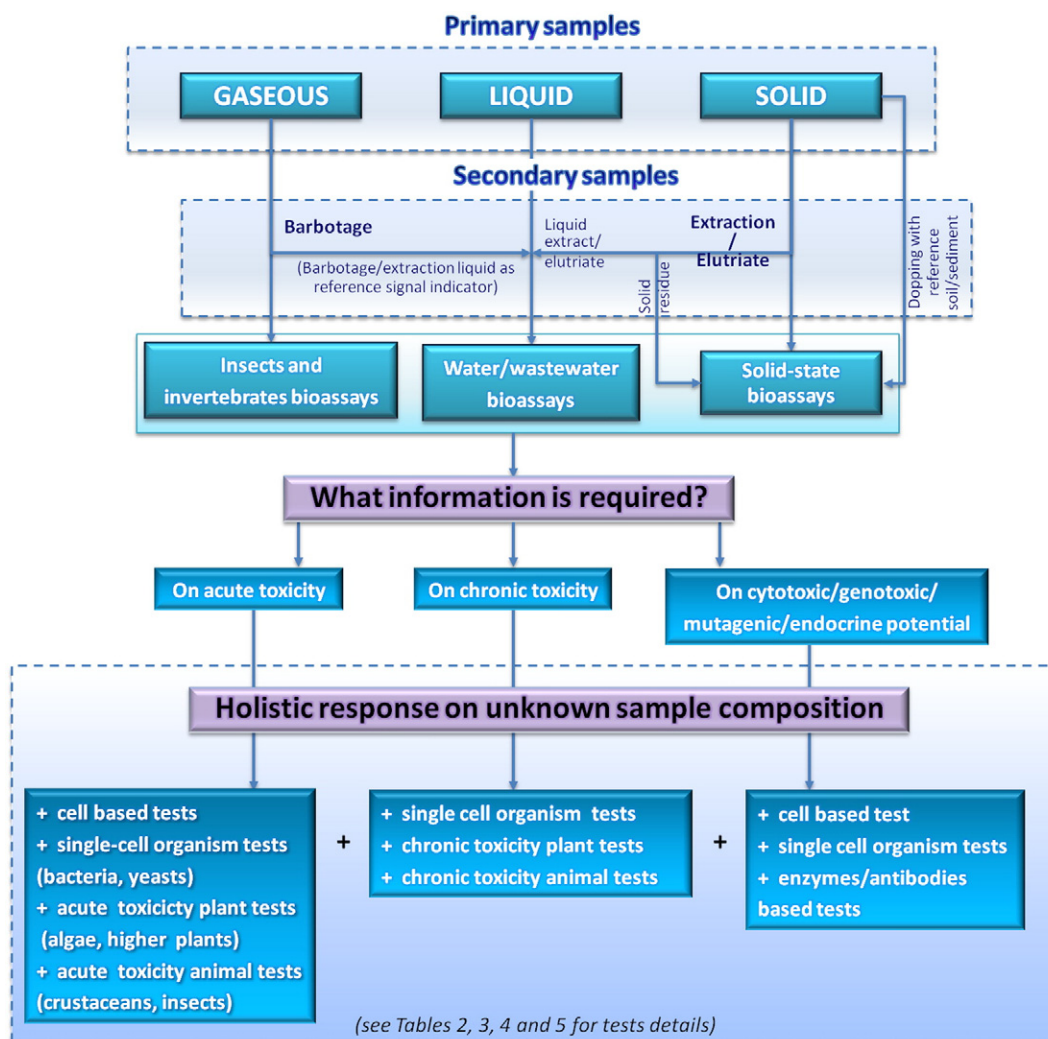 Primary samples
GASEOUS
LIQUID
SOLID
Secondary samples
Barbotage
(Barbotage/extraction liquid as
reference signal indicator)
Liquid
extract/
elutriate
Extraction
/
Elutriate
Solid
residue
Dopping with
reference
soil/sediment
Insects and
invertebrates bioassays
Water/wastewater
bioassays
Solid-state
bioassays
What information is required?
On acute toxicity
On chronic toxicity
On cytotoxic/genotoxic/
mutagenic/endocrine potential
Holistic response on unknown sample composition
+ cell based tests
+ single-cell organism tests
(bacteria, yeasts)
+ acute toxicicty plant tests
(algae, higher plants)
+ acute toxicity animal tests
(crustaceans, insects)
+
+ single cell organism tests
+ chronic toxicity plant tests
+ chronic toxicity animal tests
+
+ cell based test
+ single cell organism tests
+ enzymes/antibodies
based tests
(see Tables 2, 3, 4 and 5 for tests details)